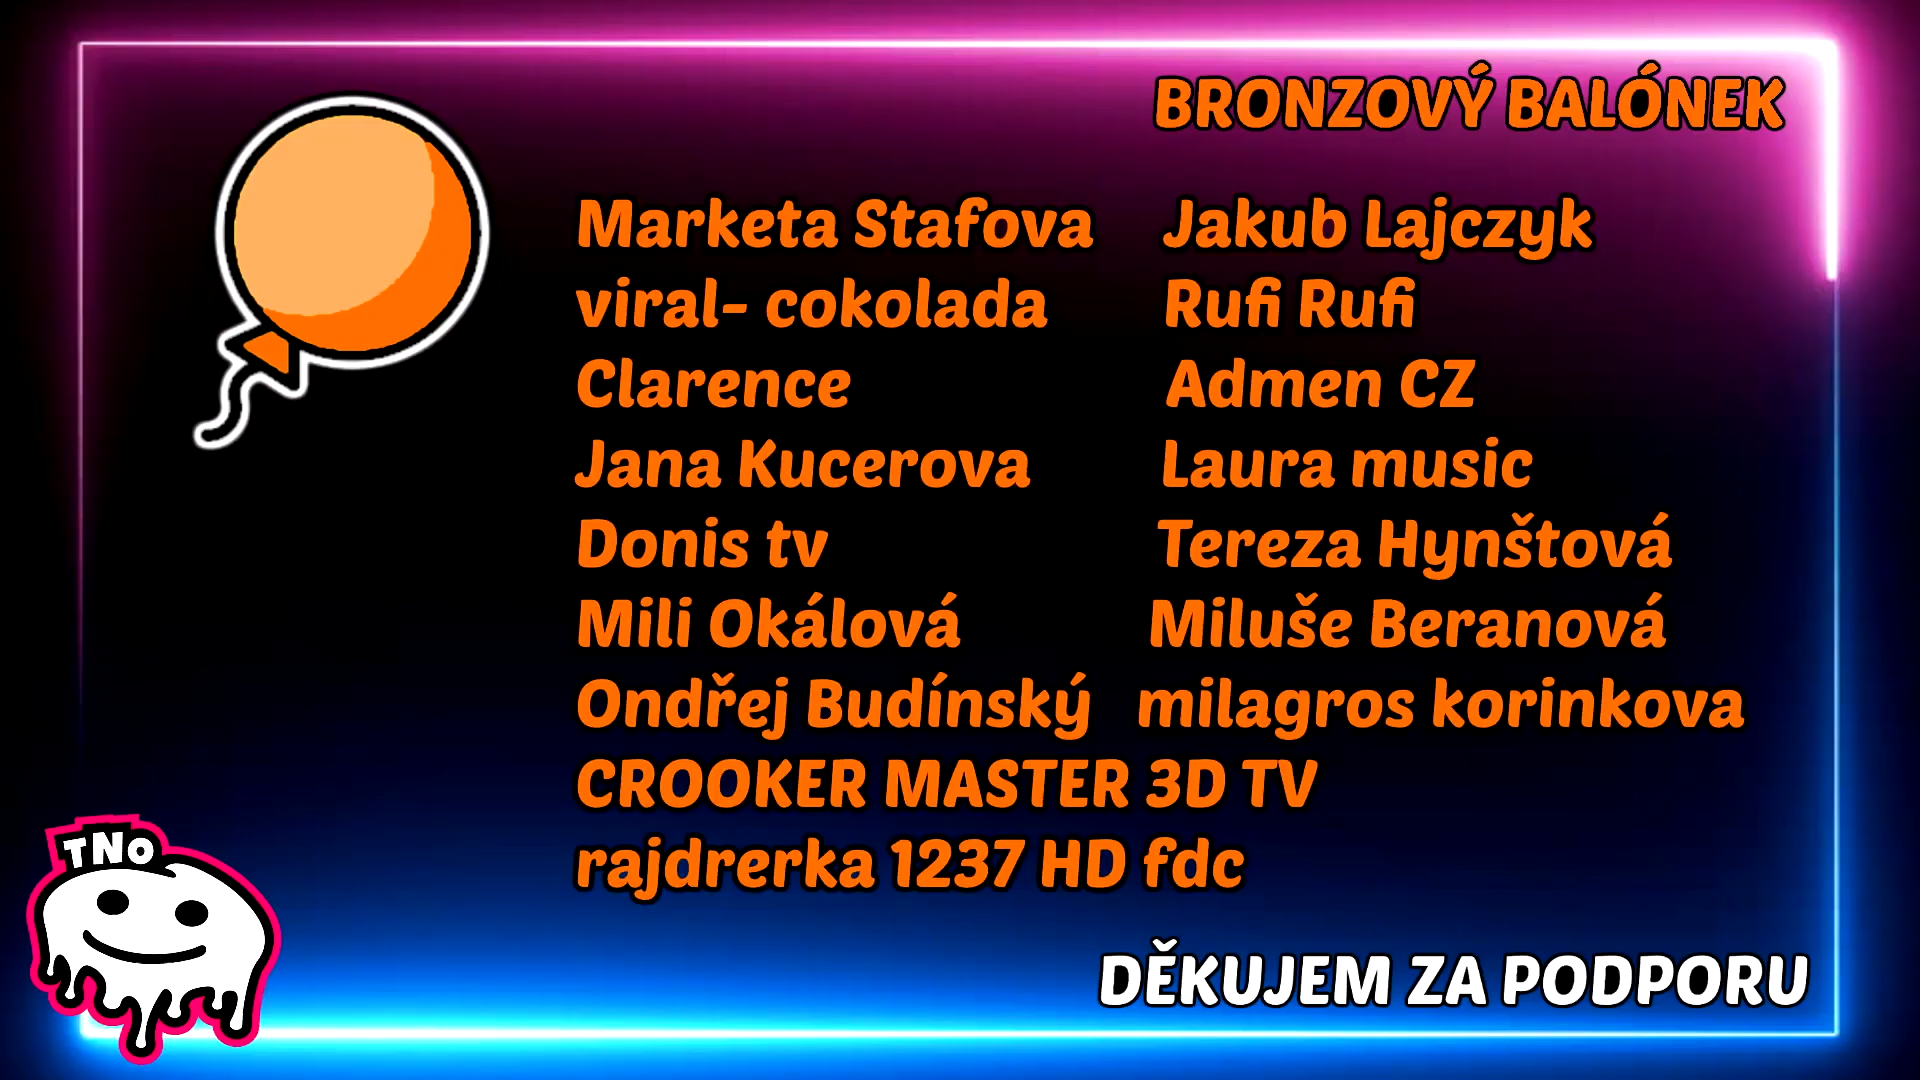 BRONZOVÝ BALÓNEK
Marketa Stafova
viral- cokolada
Clarence
Jana Kucerova
Donis tv
Mili Okálová
Ondřej Budínský
CROOKER MASTER 3D TV
rajdrerka 1237 HD fdc
Jakub Lajczyk
Rufi Rufi
Admen CZ
Laura music
Tereza Hynštová
Miluše Beranová
milagros korinkova
TNo
DĚKUJEM ZA PODPORU